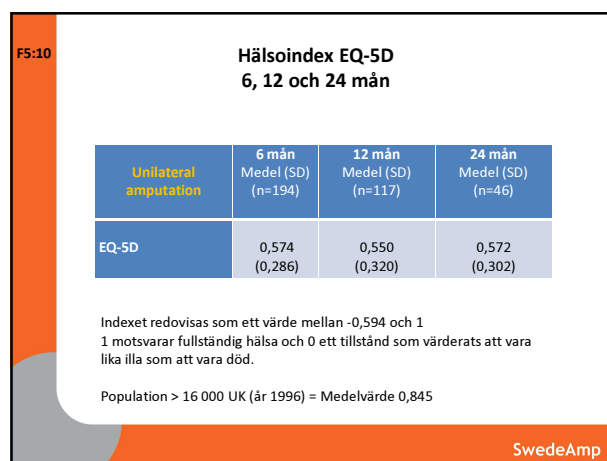 F5:10
Hälsoindex EQ-5D
6, 12 och 24 mån
Unilateral
amputation
6 mån
Medel (SD)
(n=194)
12 mån
Medel (SD)
(n=117)
24 mån
Medel (SD)
(n=46)
EQ-5D
0,574
(0,286)
0,550
(0,320)
0,572
(0,302)
Indexet redovisas som ett värde mellan -0,594 och 1
1 motsvarar fullständig hälsa och 0 ett tillstånd som värderats att vara
lika illa som att vara död.
Population > 16 000 UK (år 1996) = Medelvärde 0,845
SwedeAmp